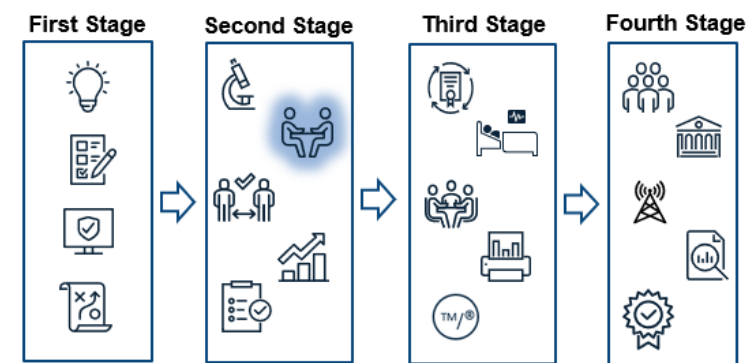 First Stage
Second Stage
Third Stage
Fourth Stage
TM/®